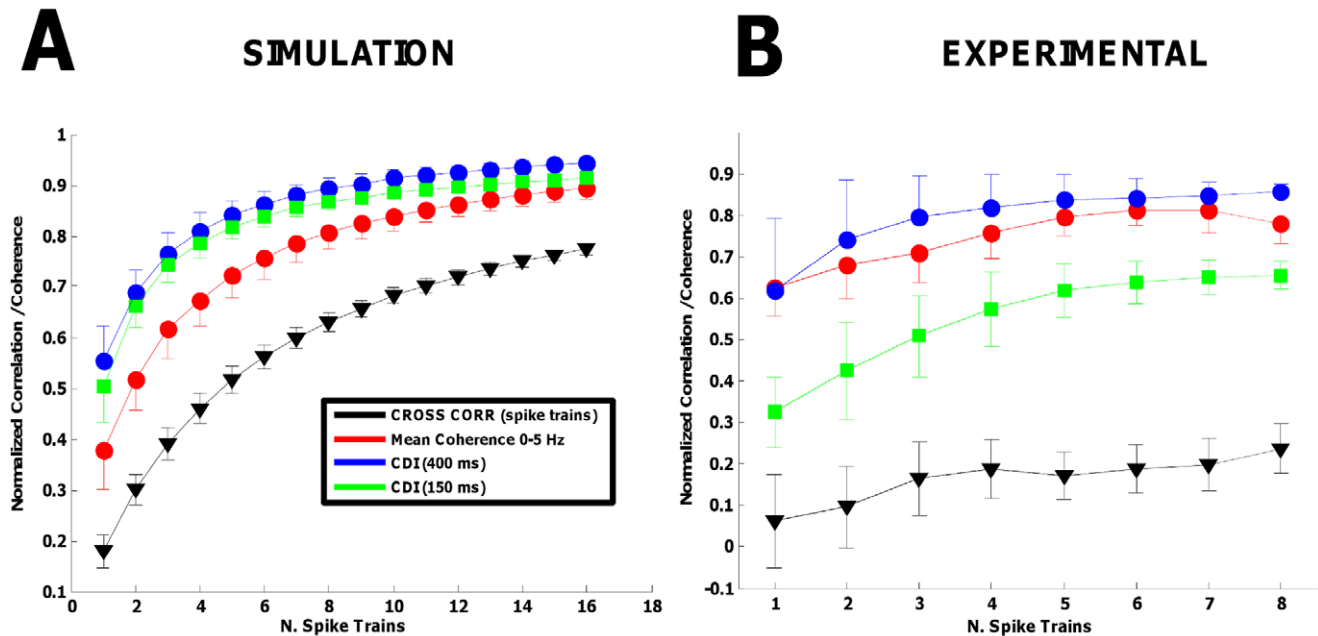 A
SIMULATION
Normalized Correlation /Coherence
1
0.9
0.8
0.7
0.6
0.5
0.4
0.3
0.2
0.1
0 2 4 6 8 10 12 14 16 18
N. Spike Trains
CROSS CORR (spike trains)
Mean Coherence 0-5 Hz
CDI(400 ms)
CDI(150 ms)
B
EXPERIMENTAL
Normalized Correlation /Coherence
0.9
0.8
0.7
0.6
0.5
0.4
0.3
0.2
0.1
0
-0.1
1 2 3 4 5 6 7 8
N. Spike Trains